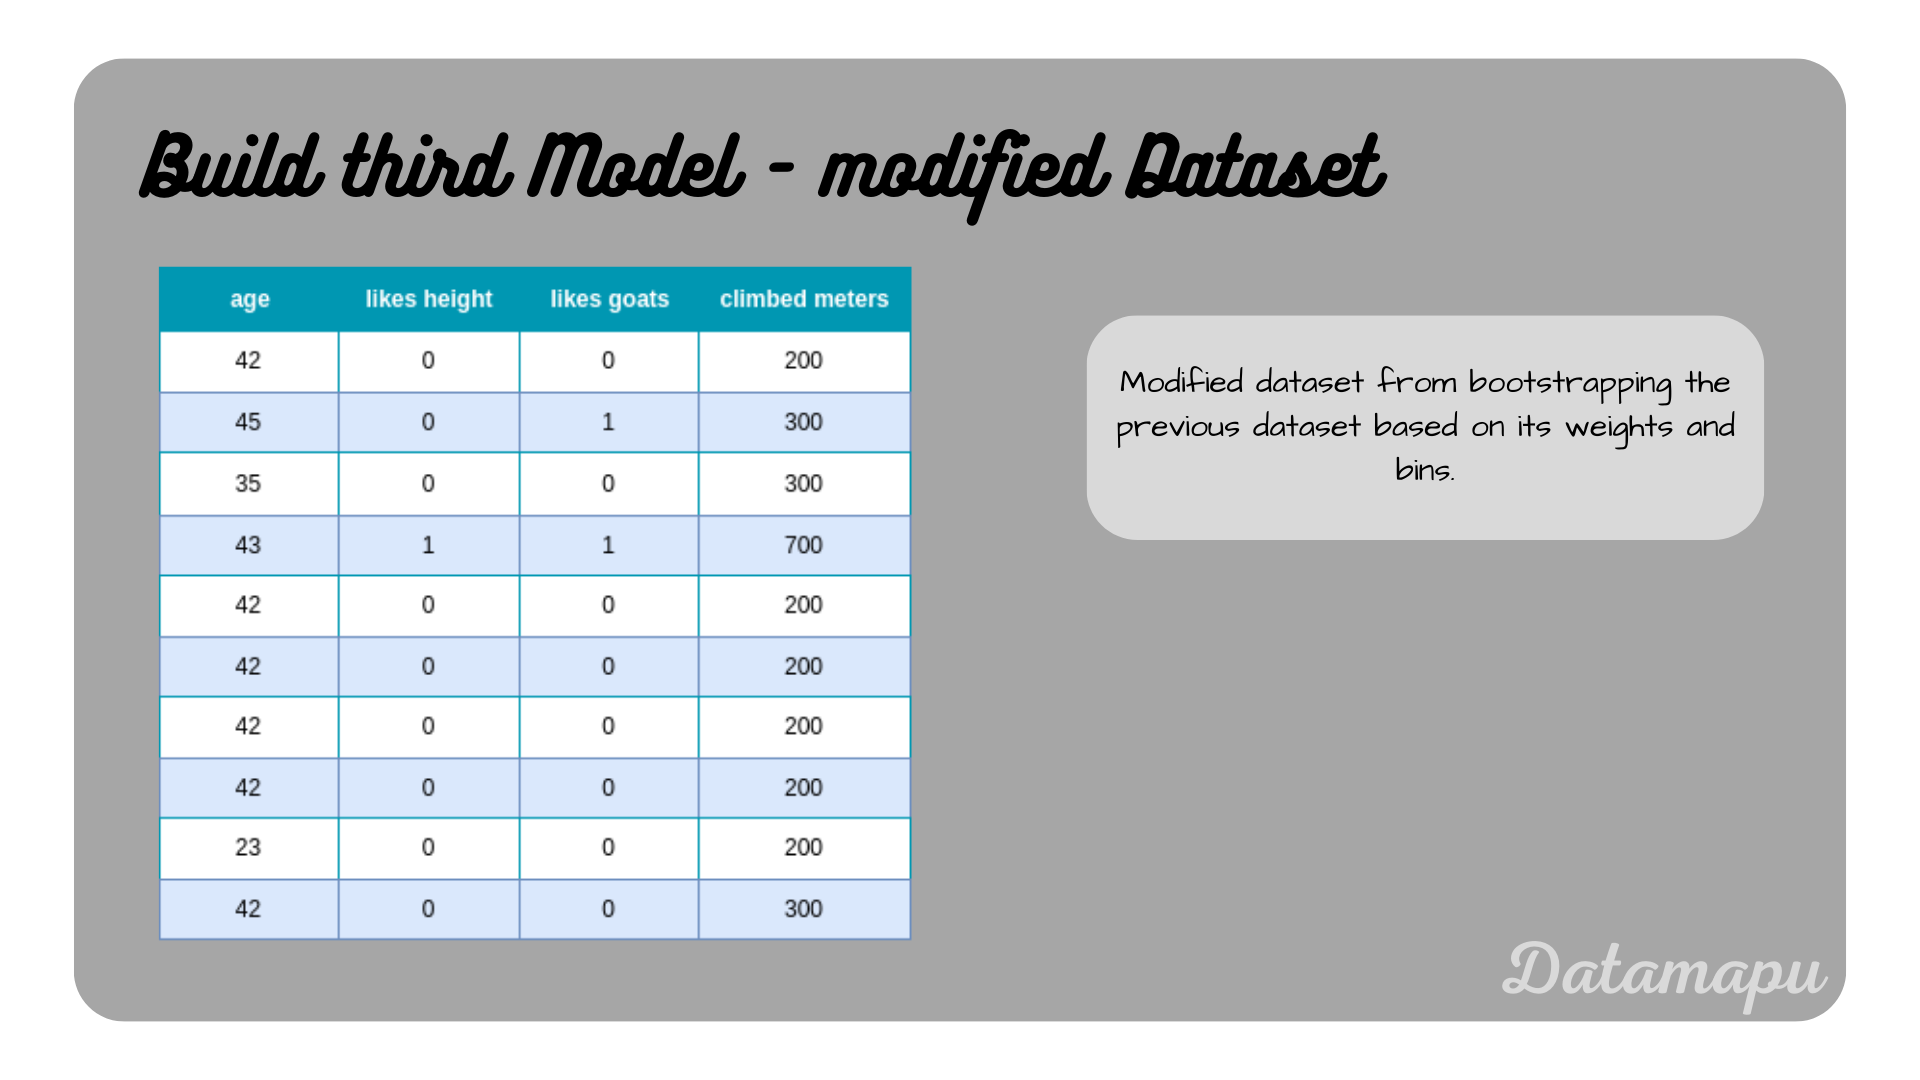 Build third Model - modified Dataset
age likes height likes goats climbed meters
42 0 0 200
45 0 1 300
35 0 0 300
43 1 1 700
42 0 0 200
42 0 0 200
42 0 0 200
42 0 0 200
23 0 0 200
42 0 0 300
Modified dataset from bootstrapping the
previous dataset based on its weights and
bins.
Datamapu